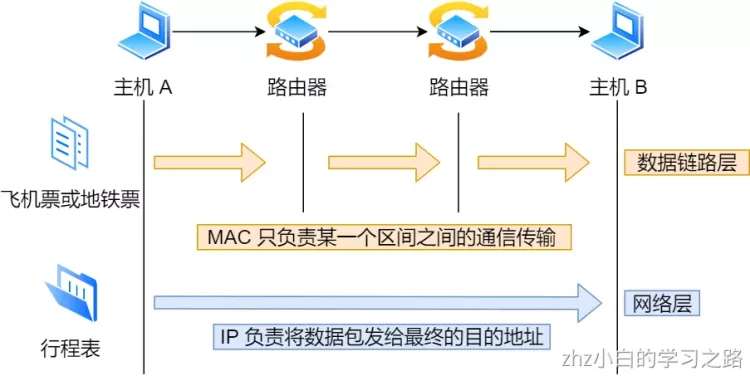 主机 A
路由器
路由器
主机 B
飞机票或地铁票
数据链路层
MAC 只负责某一个区间之间的通信传输
行程表
网络层
IP 负责将数据包发给最终的目的地址
zhz小白的学习之路